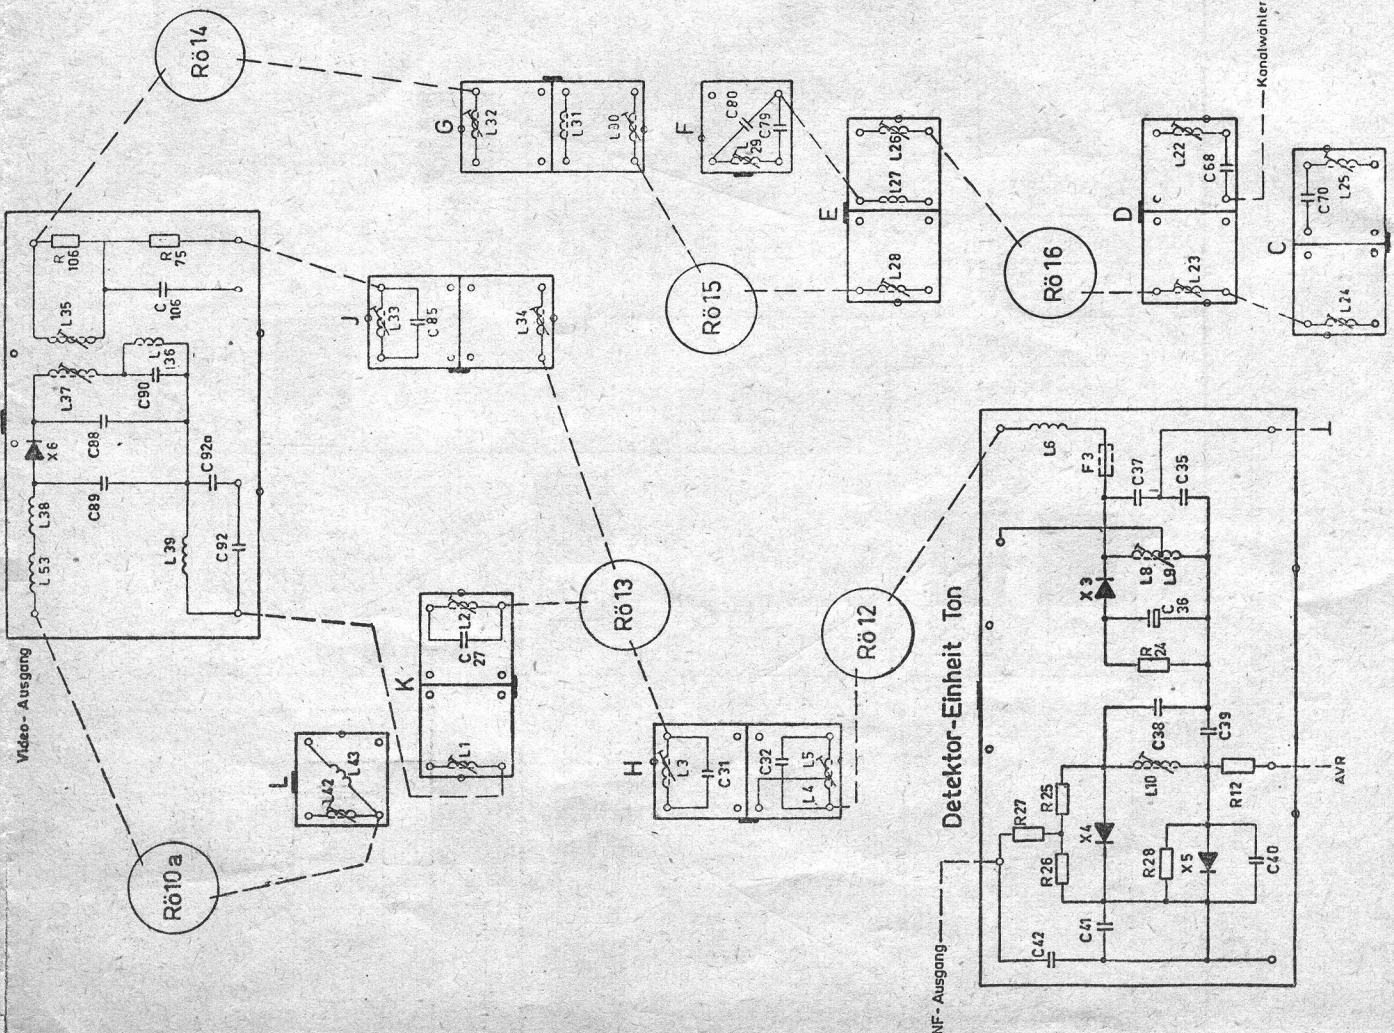 Rö14
G
L32
L31
L30
F
C80
L
29
C79
E
L26
L27
L28
Rö15
Rö16
D
L22
C68
L23
Kanalwähler
C
C70
L25
L24
R
106
R
75
C
106
L35
L
36
L37
C90
C88
X6
C89
C92a
L38
L53
L39
C92
Video-Ausgang
J
L33
C85
L34
Rö13
K
L2
C
27
L1
L
L43
L42
Rö10a
H
L3
C31
C32
L5
L4
Rö12
Detektor-Einheit Ton
L6
F3
C37
C35
X3
L8
L9
C
36
R
24
C38
C39
L10
R12
AVR
R25
R27
R26
X4
R28
X5
C40
C41
C42
NF-Ausgang